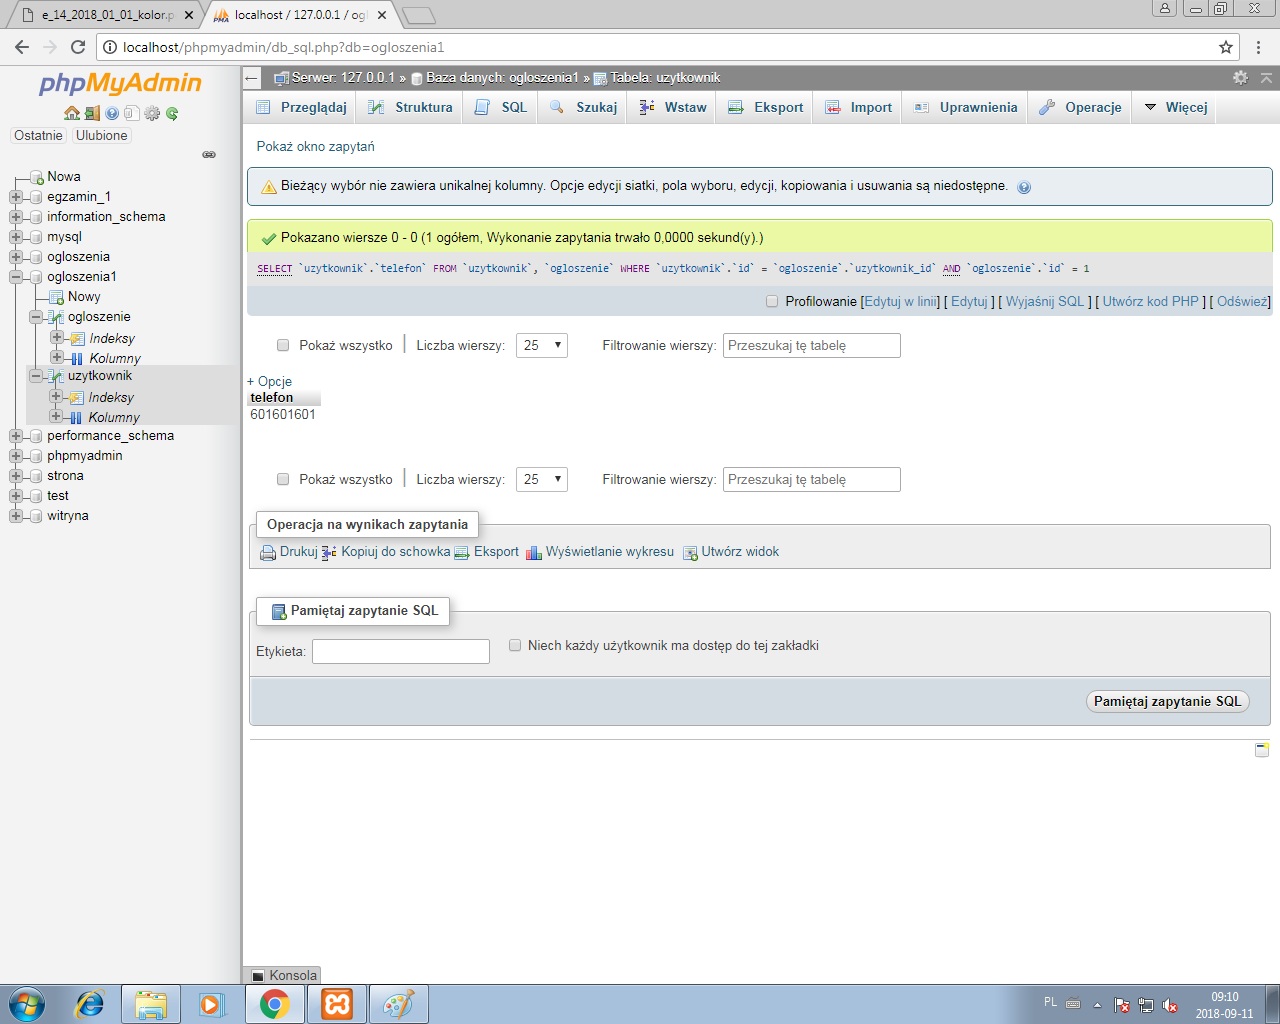 e_14_2018_01_01_kolor.p
localhost / 127.0.0.1 / ogl
localhost/phpmyadmin/db_sql.php?db=ogloszenia1
phpMyAdmin
Ostatnie Ulubione
Nowa
egzamin_1
information_schema
mysql
ogloszenia
ogloszenia1
Nowy
ogloszenie
Indeksy
Kolumny
uzytkownik
Indeksy
Kolumny
performance_schema
phpmyadmin
strona
test
witryna
Serwer: 127.0.0.1 » Baza danych: ogloszenia1 » Tabela: uzytkownik
Przeglądaj Struktura SQL Szukaj Wstaw Eksport Import Uprawnienia Operacje Więcej
Pokaż okno zapytań
Bieżący wybór nie zawiera unikalnej kolumny. Opcje edycji siatki, pola wyboru, edycji, kopiowania i usuwania są niedostępne.
Pokazano wiersze 0 - 0 (1 ogółem, Wykonanie zapytania trwało 0,0000 sekund(y).)
SELECT `uzytkownik`.`telefon` FROM `uzytkownik`, `ogloszenie` WHERE `uzytkownik`.`id` = `ogloszenie`.`uzytkownik_id` AND `ogloszenie`.`id` = 1
Profilowanie [Edytuj w linii] [ Edytuj ] [ Wyjaśnij SQL ] [ Utwórz kod PHP ] [ Odśwież]
Pokaż wszystko Liczba wierszy: 25 Filtrowanie wierszy: Przeszukaj tę tabelę
+ Opcje
telefon
601601601
Pokaż wszystko Liczba wierszy: 25 Filtrowanie wierszy: Przeszukaj tę tabelę
Operacja na wynikach zapytania
Drukuj Kopiuj do schowka Eksport Wyświetlanie wykresu Utwórz widok
Pamiętaj zapytanie SQL
Etykieta: Niech każdy użytkownik ma dostęp do tej zakładki
Pamiętaj zapytanie SQL
Konsola
PL
09:10
2018-09-11